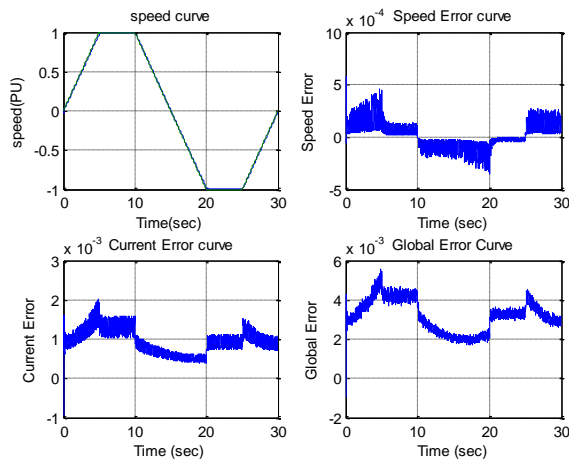 speed curve
1
0.5
0
-0.5
-1
speed(PU)
0 10 20 30
Time(sec)
x 10^-4 Speed Error curve
10
5
0
-5
Speed Error
0 10 20 30
Time(sec)
x 10^-3 Current Error curve
3
2
1
0
-1
Current Error
0 10 20 30
Time (sec)
x 10^-3 Global Error Curve
6
4
2
0
-2
Global Error
0 10 20 30
Time (sec)